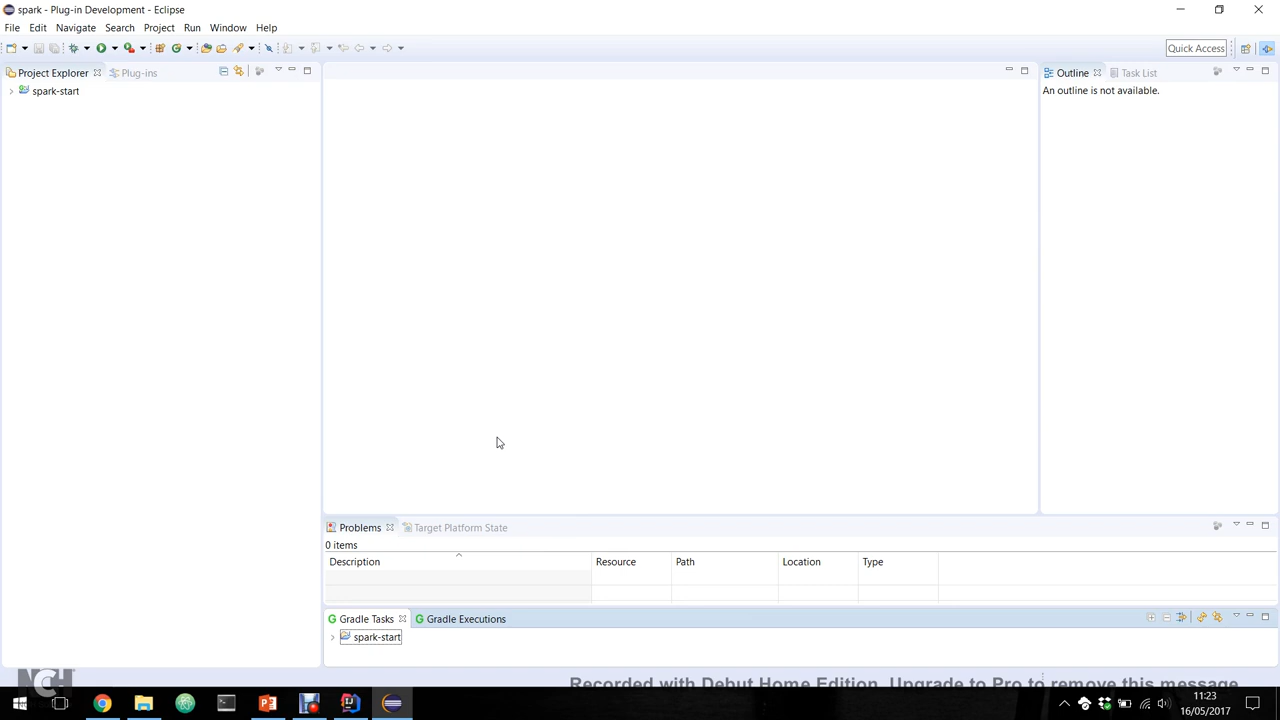 spark - Plug-in Development - Eclipse
File Edit Navigate Search Project Run Window Help
Quick Access
Project Explorer Plug-ins
spark-start
Outline Task List
An outline is not available.
Problems Target Platform State
0 items
Description Resource Path Location Type
Gradle Tasks Gradle Executions
spark-start
NCH
Recorded with Debut Home Edition. Upgrade to Pro to remove this message
11:23
16/05/2017